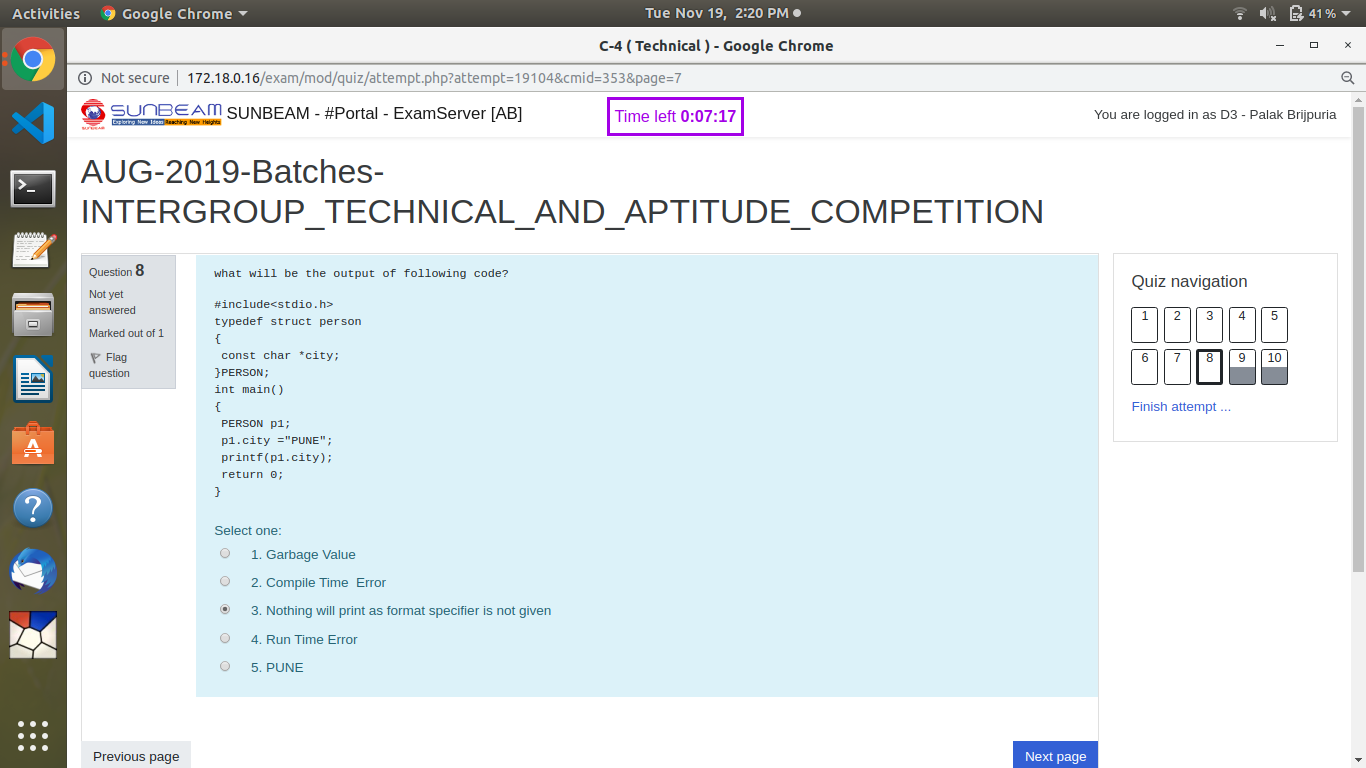 Activities
Google Chrome
Tue Nov 19, 2:20 PM
41 %
C-4 ( Technical ) - Google Chrome
Not secure
172.18.0.16/exam/mod/quiz/attempt.php?attempt=19104&cmid=353&page=7
SUNBEAM
Exploring New Ideas Reaching New Heights
SUNBEAM
SUNBEAM - #Portal - ExamServer [AB]
Time left 0:07:17
You are logged in as D3 - Palak Brijpuria
AUG-2019-Batches-
INTERGROUP_TECHNICAL_AND_APTITUDE_COMPETITION
Question 8
Not yet
answered
Marked out of 1
Flag
question
what will be the output of following code?
#include<stdio.h>
typedef struct person
{
const char *city;
}PERSON;
int main()
{
PERSON p1;
p1.city ="PUNE";
printf(p1.city);
return 0;
}
Select one:
1. Garbage Value
2. Compile Time  Error
3. Nothing will print as format specifier is not given
4. Run Time Error
5. PUNE
Quiz navigation
1 2 3 4 5
6 7 8 9 10
Finish attempt ...
Previous page
Next page